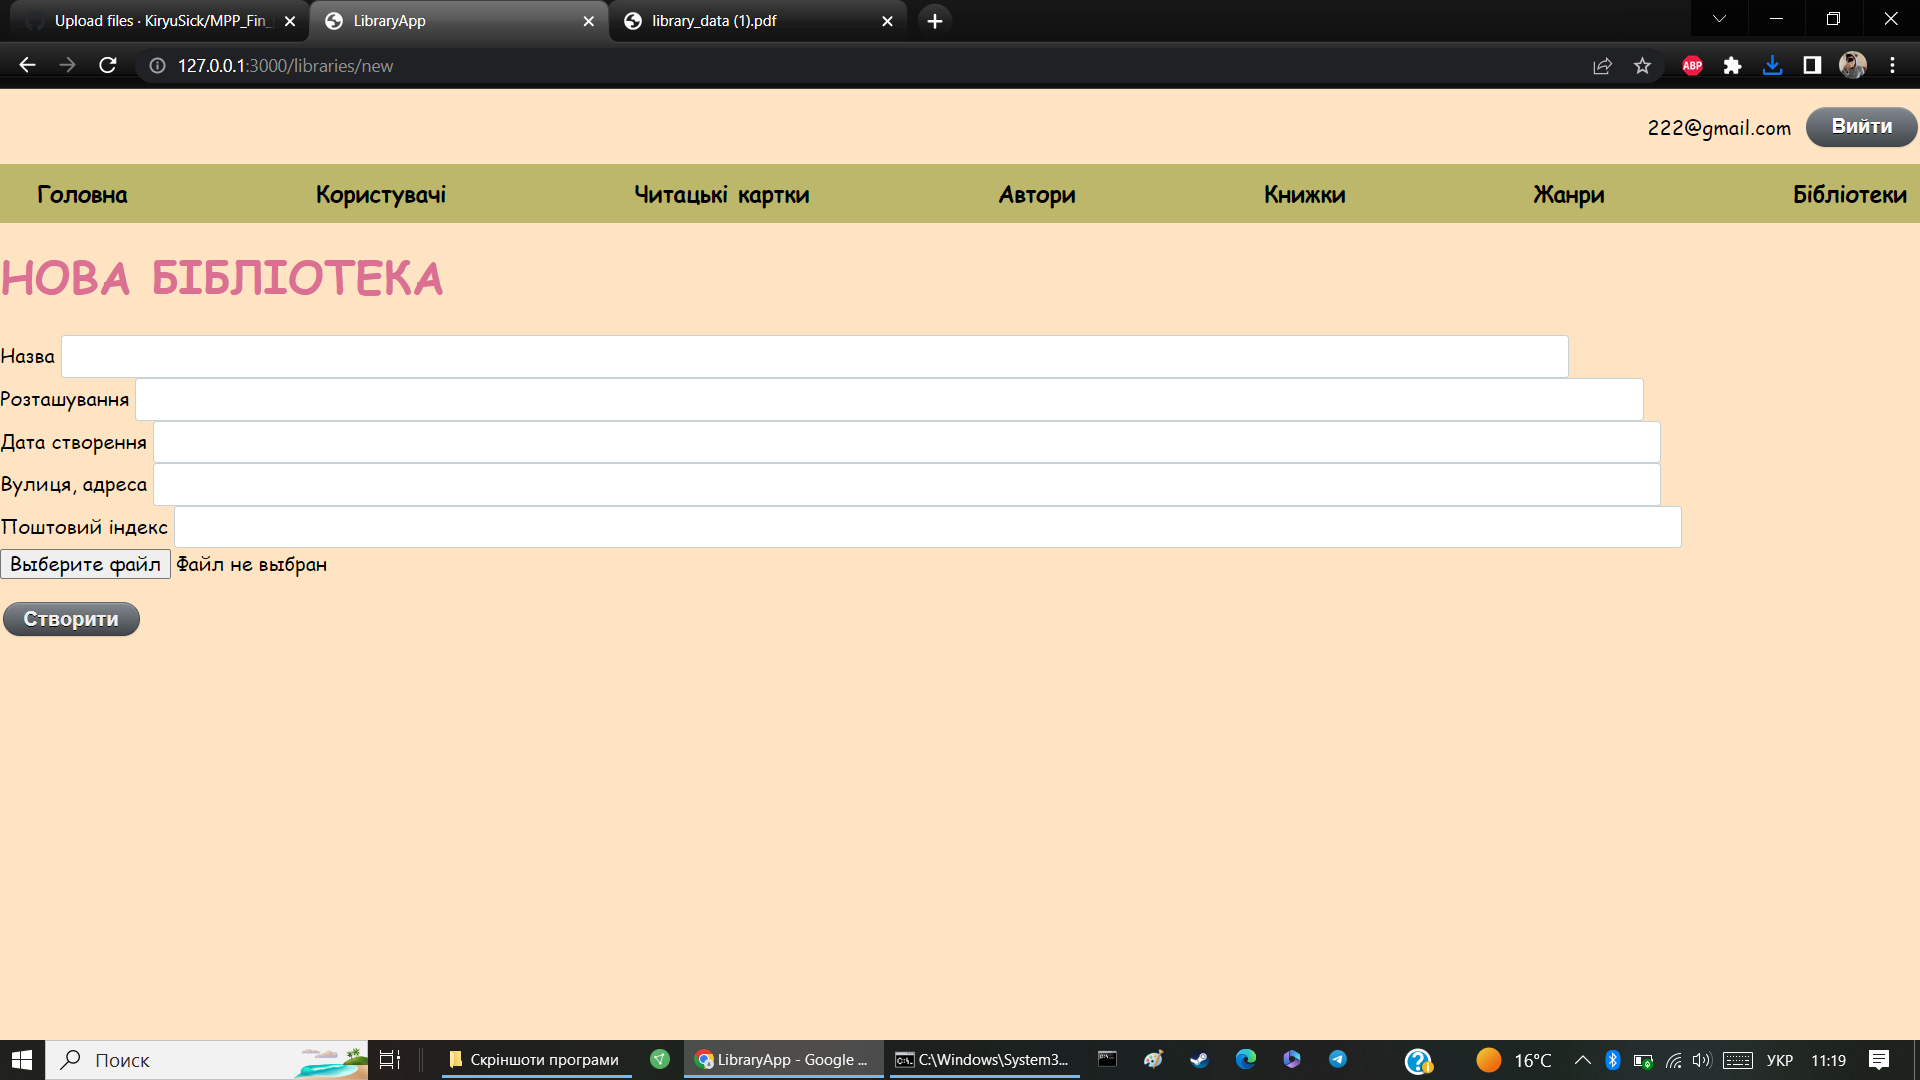 Upload files · KiryuSick/MPP_Fin_
LibraryApp
library_data (1).pdf
127.0.0.1:3000/libraries/new
ABP
222@gmail.com
Вийти
Головна Користувачі Читацькі картки Автори Книжки Жанри Бібліотеки
НОВА БІБЛІОТЕКА
Назва
Розташування
Дата створення
Вулиця, адреса
Поштовий індекс
Выберите файл Файл не выбран
Створити
Поиск
Скріншоти програми
LibraryApp - Google ...
C:\Windows\System3...
16°C
УКР
11:19